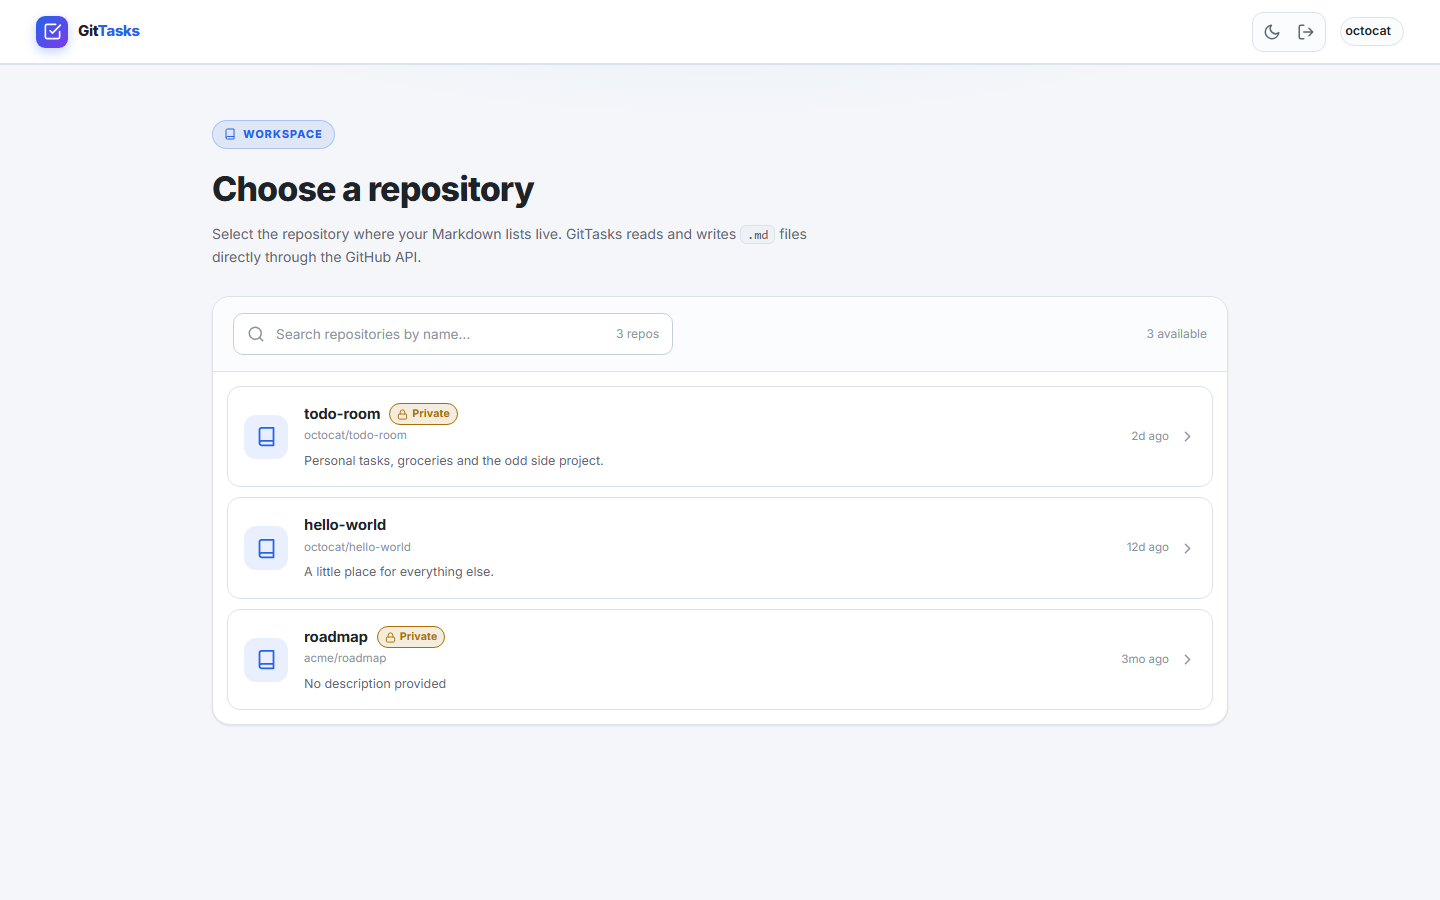 GitTasks
octocat
WORKSPACE
Choose a repository
Select the repository where your Markdown lists live. GitTasks reads and writes .md files
directly through the GitHub API.
Search repositories by name...
3 repos
3 available
todo-room
Private
octocat/todo-room
Personal tasks, groceries and the odd side project.
2d ago
hello-world
octocat/hello-world
A little place for everything else.
12d ago
roadmap
Private
acme/roadmap
No description provided
3mo ago